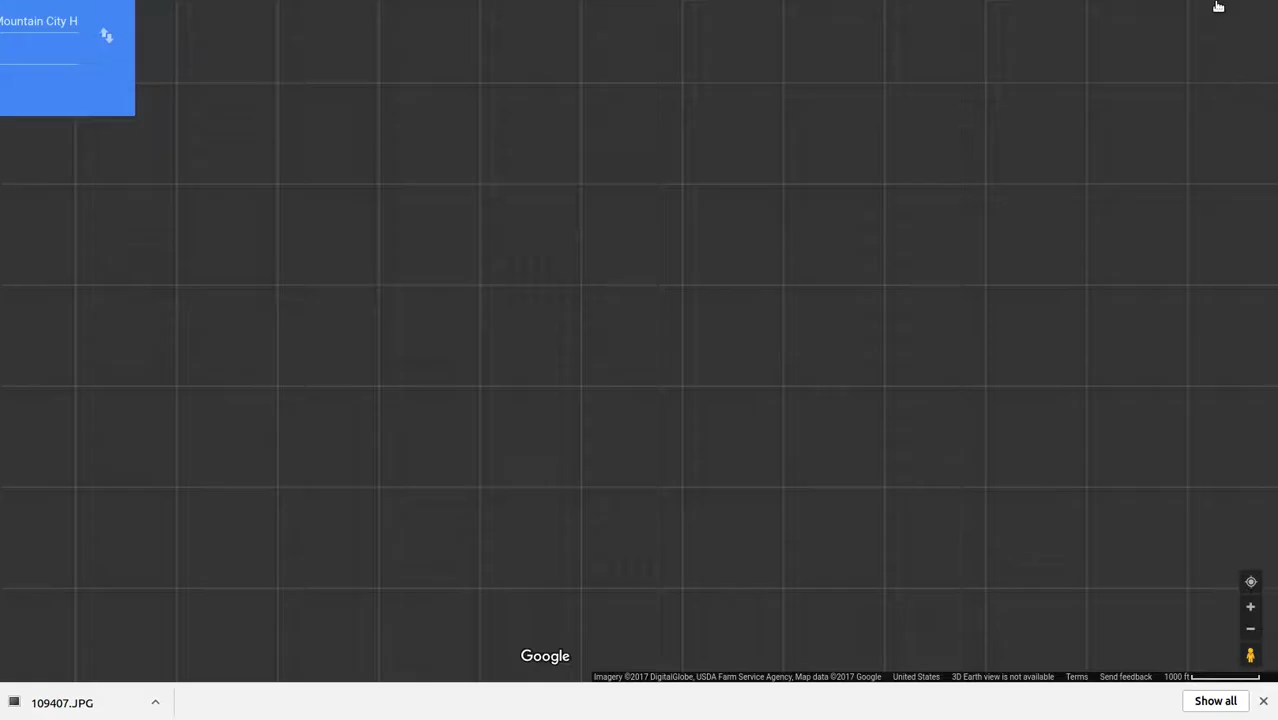 Mountain City H
Google
Imagery ©2017 DigitalGlobe, USDA Farm Service Agency, Map data ©2017 Google United States 3D Earth view is not available Terms Send feedback 1000 ft
109407.JPG
Show all